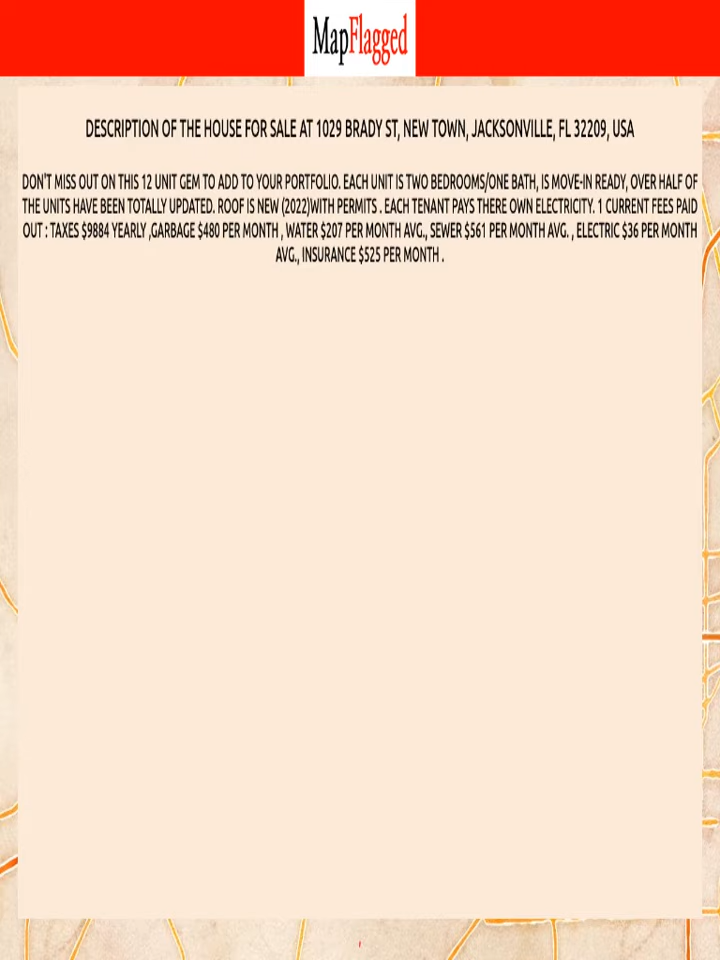 MapFlagged
DESCRIPTION OF THE HOUSE FOR SALE AT 1029 BRADY ST, NEW TOWN, JACKSONVILLE, FL 32209, USA
DON'T MISS OUT ON THIS 12 UNIT GEM TO ADD TO YOUR PORTFOLIO. EACH UNIT IS TWO BEDROOMS/ONE BATH, IS MOVE-IN READY, OVER HALF OF
THE UNITS HAVE BEEN TOTALLY UPDATED. ROOF IS NEW (2022)WITH PERMITS . EACH TENANT PAYS THERE OWN ELECTRICITY. 1 CURRENT FEES PAID
OUT : TAXES $9884 YEARLY ,GARBAGE $480 PER MONTH , WATER $207 PER MONTH AVG., SEWER $561 PER MONTH AVG. , ELECTRIC $36 PER MONTH
AVG., INSURANCE $525 PER MONTH .